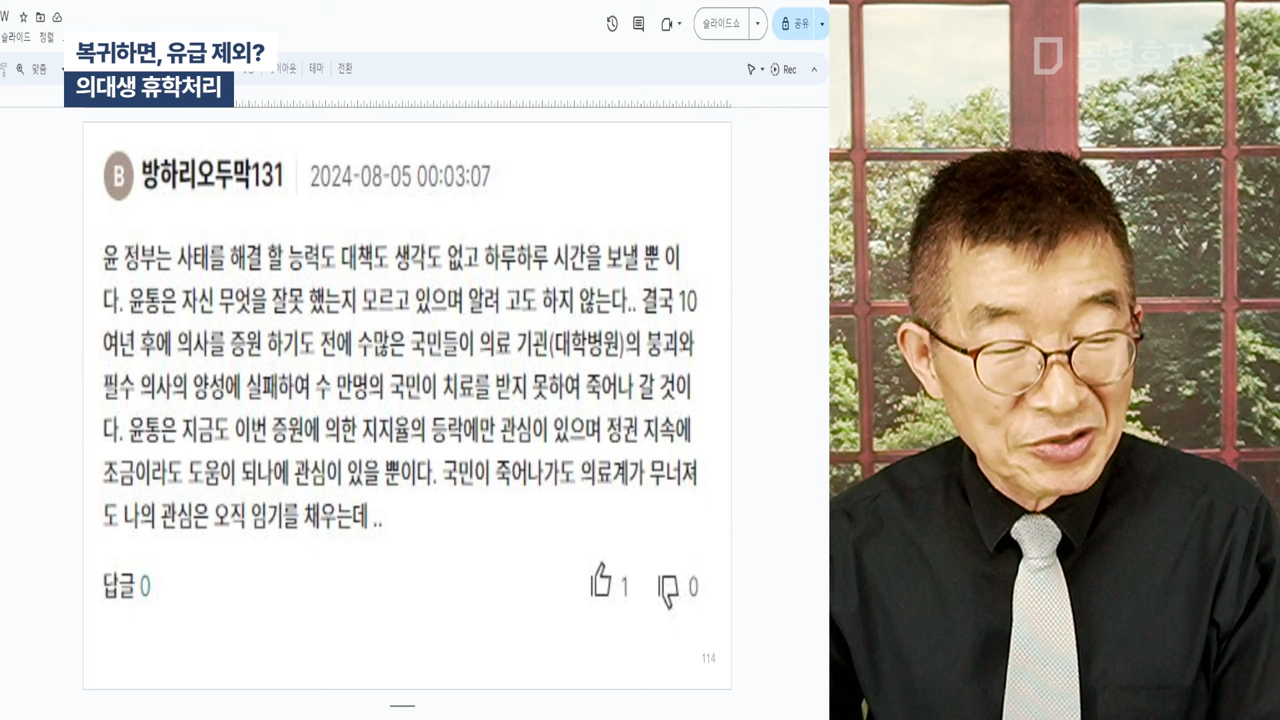 W
슬라이드 정렬
복귀하면, 유급 제외?
의대생 휴학처리
맞춤
테마
전환
슬라이드쇼
공유
Rec
공병호TV
B 방하리오두막131 2024-08-05 00:03:07
윤 정부는 사태를 해결 할 능력도 대책도 생각도 없고 하루하루 시간을 보낼 뿐 이
다. 윤통은 자신 무엇을 잘못 했는지 모르고 있으며 알려 고도 하지 않는다.. 결국 10
여년 후에 의사를 증원 하기도 전에 수많은 국민들이 의료 기관(대학병원)의 붕괴와
필수 의사의 양성에 실패하여 수 만명의 국민이 치료를 받지 못하여 죽어나 갈 것이
다. 윤통은 지금도 이번 증원에 의한 지지율의 등락에만 관심이 있으며 정권 지속에
조금이라도 도움이 되나에 관심이 있을 뿐이다. 국민이 죽어나가도 의료계가 무너져
도 나의 관심은 오직 임기를 채우는데 ..
답글 0
1
0
114